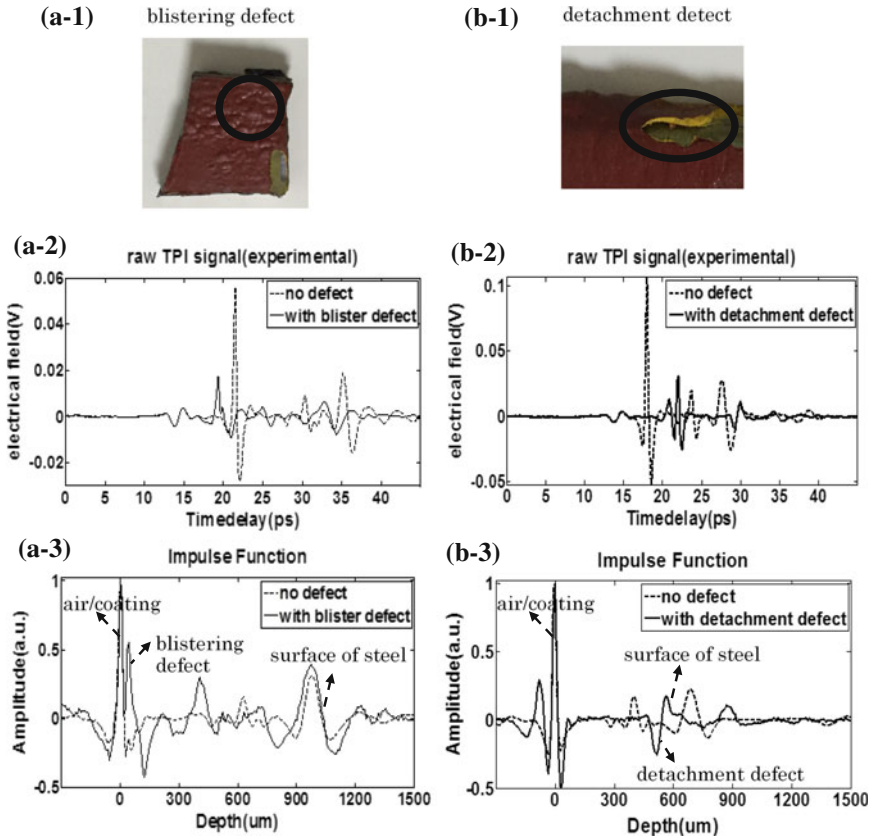 (a-1) blistering defect
(b-1) detachment detect
(a-2) raw TPI signal(experimental)
0.06
0.04
0.02
0
-0.02
electrical field(V)
no defect
with blister defect
0 5 10 15 20 25 30 35 40
Timedelay(ps)
(b-2) raw TPI signal(experimental)
0.1
0.05
0
-0.05
electrical field(V)
no defect
with detachment defect
0 5 10 15 20 25 30 35 40
Timedelay(ps)
(a-3) Impulse Function
1
0.5
0
-0.5
Amplitude(a.u.)
no defect
with blister defect
air/coating
blistering
defect
surface of steel
0 300 600 900 1200 1500
Depth(um)
(b-3) Impulse Function
1
0.5
0
-0.5
Amplitude(a.u.)
no defect
with detachment defect
air/coating
surface of steel
detachment defect
0 300 600 900 1200 1500
Depth(um)